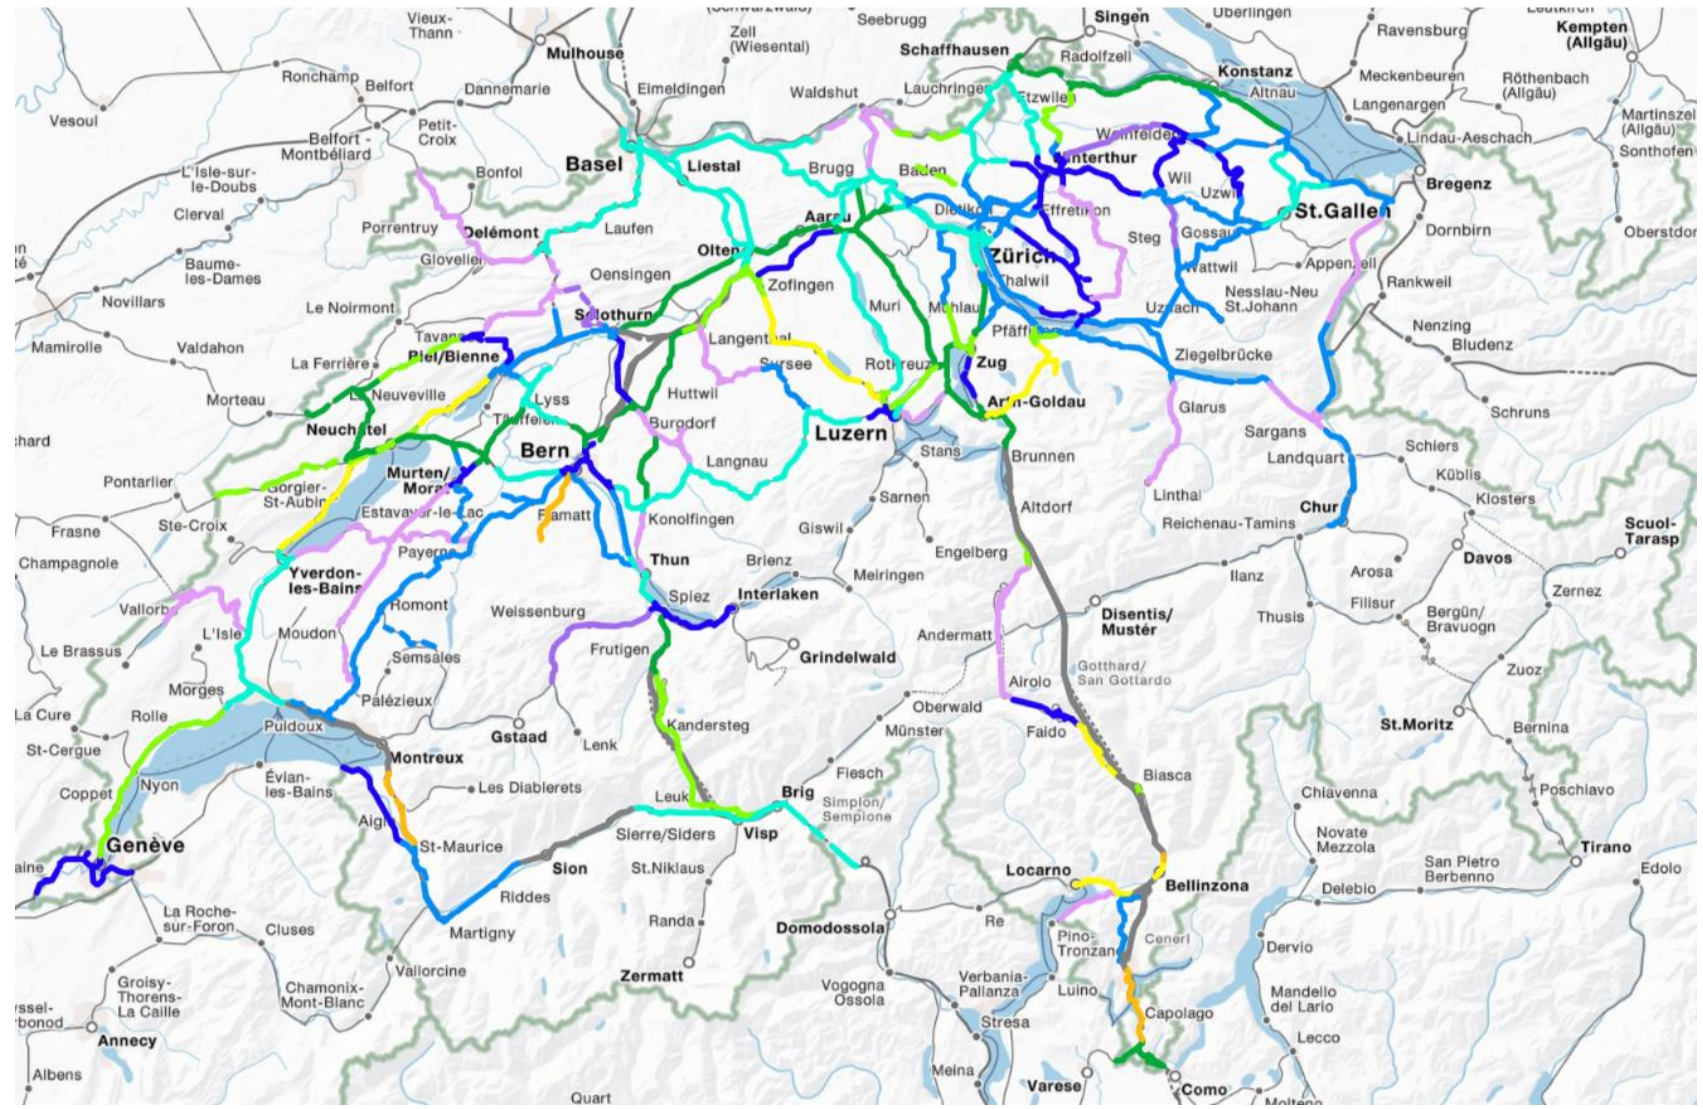 Vieux-
Thann
(Schwarzwald)
Seebrugg
Singen
Überlingen
Leutkirch
Zell
(Wiesental)
Ravensburg
Kempten
(Allgäu)
Mulhouse
Schaffhausen
Radolfzell
Ronchamp
Belfort
Dannemarie
Eimeldingen
Waldshut
Lauchringen
Etzwile
Konstanz
Altnau
Meckenbeuren
Langenargen
Röthenbach
(Allgäu)
Martinszel
(Allgäu)
Vesoul
Petit-
Croix
Belfort -
Montbéliard
Basel
Liestal
Brugg
Baden
Weinfelden
Lindau-Aeschach
Sonthofen
L'Isle-sur-
le-Doubs
Bonfol
Winterthur
Wil
Uzwil
Bregenz
Clerval
Porrentruy
Delémont
Laufen
Aarau
Dietikon
Effretikon
St.Gallen
Dornbirn
Oberstdor
Baume-
les-Dames
Glovelier
Olten
Zürich
Steg
Gossau
Appenzell
Rankweil
té
Novillars
Le Noirmont
Oensingen
Zofingen
Muri
Mühlau
Thalwil
Wattwil
Nesslau-Neu
St.Johann
Solothurn
Uznach
Nenzing
Mamirolle
Valdahon
La Ferrière
Tavann
Biel/Bienne
Langenthal
Sursee
Rotkreuz
Pfäffikon
Zug
Ziegelbrücke
Bludenz
Morteau
Neuveville
Lyss
Huttwil
Arth-Goldau
Glarus
Schruns
Neuchâtel
Täuffelen
Burgdorf
Luzern
Sargans
chard
Bern
Langnau
Stans
Brunnen
Landquart
Schiers
Pontarlier
Gorgier-
St-Aubin
Murten/
Morat
Linthal
Küblis
Klosters
Frasne
Ste-Croix
Estavayer-le-Lac
Flamatt
Konolfingen
Sarnen
Giswil
Altdorf
Reichenau-Tamins
Chur
Scuol-
Tarasp
Champagnole
Payerne
Thun
Brienz
Engelberg
Davos
Yverdon-
les-Bains
Meiringen
Ilanz
Arosa
Vallorbe
Romont
Weissenburg
Spiez
Interlaken
Disentis/
Mustér
Thusis
Filisur
Bergün/
Bravuogn
Zernez
L'Isle
Moudon
Andermatt
Le Brassus
Semsales
Frutigen
Grindelwald
Gotthard/
San Gottardo
Zuoz
Morges
Palézieux
Airolo
La Cure
Rolle
Puidoux
Oberwald
St.Moritz
St-Cergue
Gstaad
Lenk
Kandersteg
Münster
Faido
Bernina
Montreux
Nyon
Évian-
les-Bains
Les Diablerets
Fiesch
Biasca
Coppet
Leuk
Brig
Simplon/
Sempione
Chiavenna
Poschiavo
Aigle
Sierre/Siders
Visp
Genève
St-Maurice
Novate
Mezzola
Tirano
aine
Sion
St.Niklaus
Locarno
Bellinzona
San Pietro
Berbenno
Edolo
Riddes
Delebio
La Roche-
sur-Foron
Cluses
Martigny
Randa
Domodossola
Re
Pino-
Tronzano
Ceneri
Dervio
Groisy-
Thorens-
La Caille
Vallorcine
Zermatt
Chamonix-
Mont-Blanc
Vogogna
Ossola
Verbania-
Pallanza
Luino
Mandello
del Lario
Annecy
Stresa
Capolago
Lecco
Albens
Meina
Varese
Como
Quart
Molteno